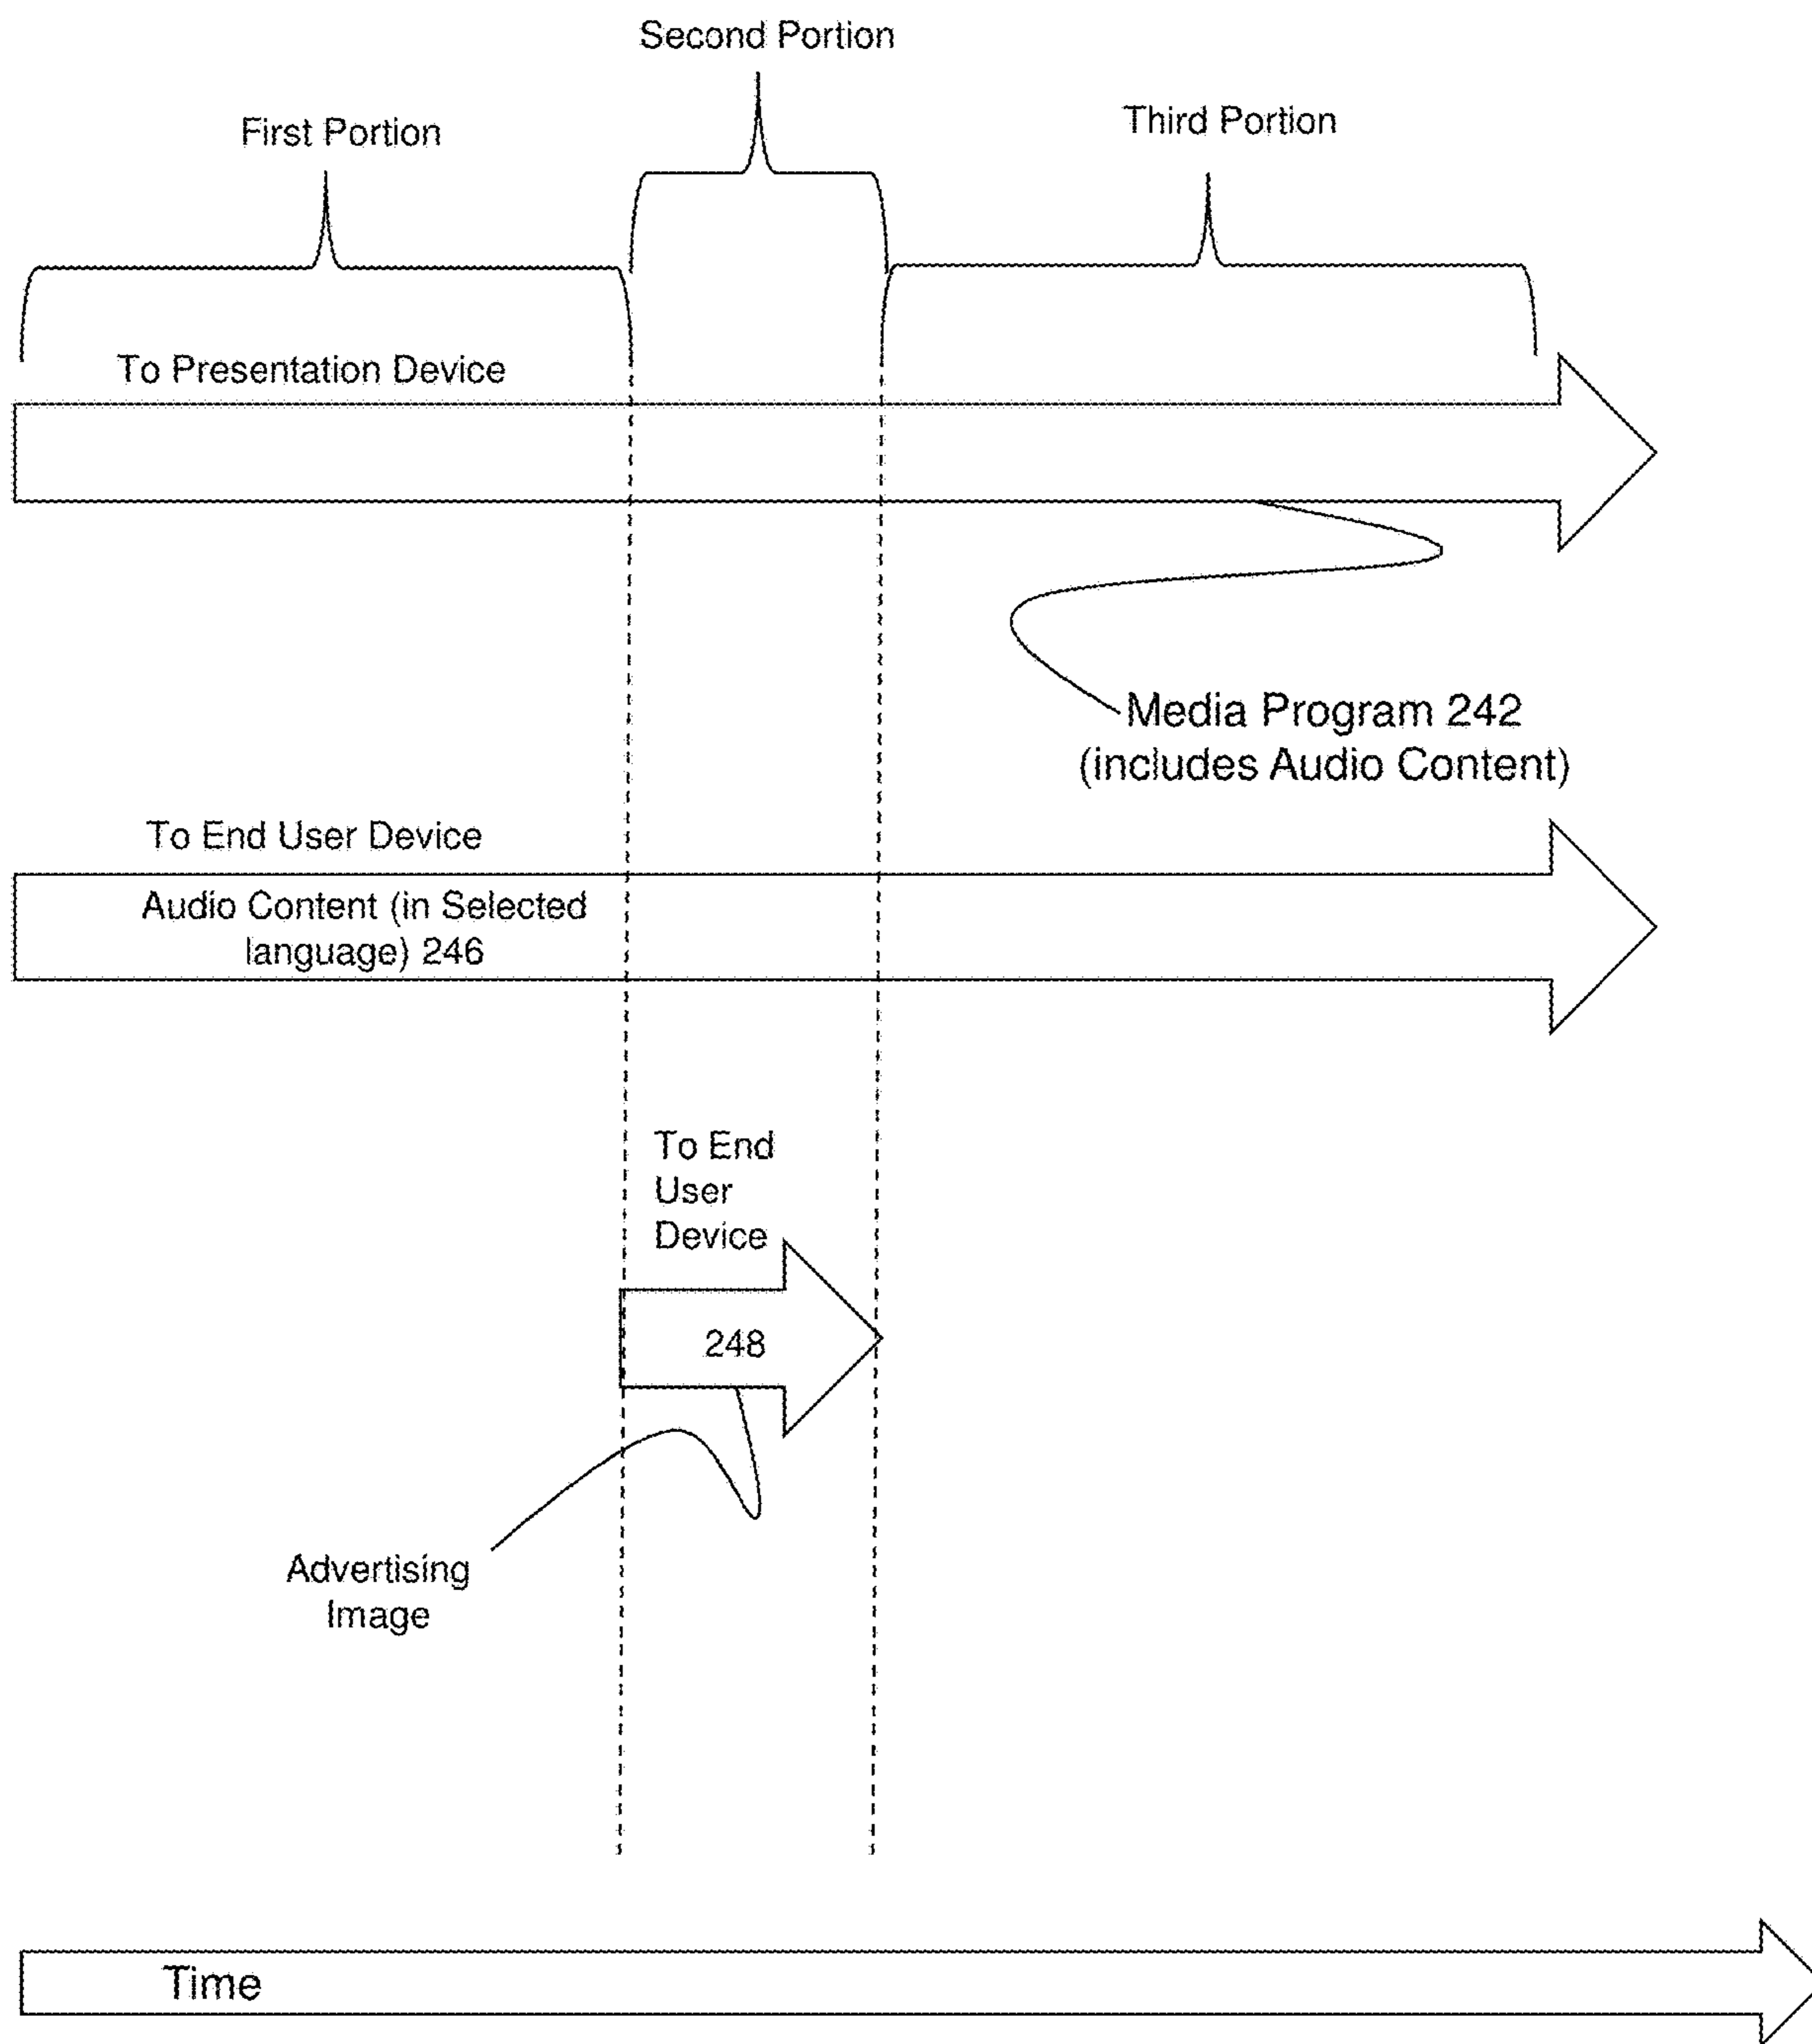 Second Portion
First Portion
Third Portion
To Presentation Device
Media Program 242
(includes Audio Content)
To End User Device
Audio Content (in Selected
language) 246
To End
User
Device
248
Advertising
Image
Time